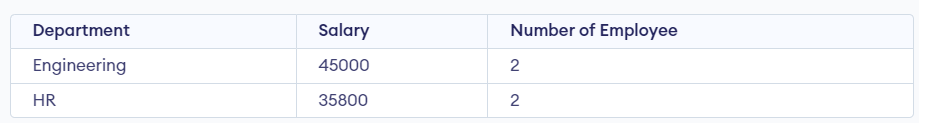 Department Salary Number of Employee
Engineering 45000 2
HR 35800 2